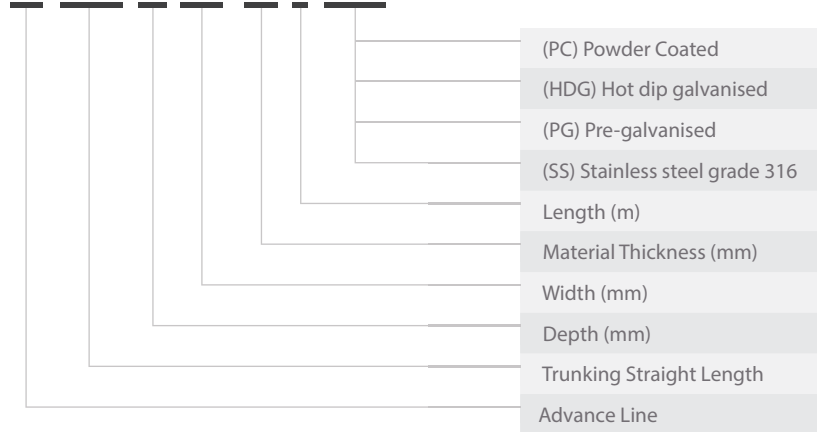 (PC) Powder Coated
(HDG) Hot dip galvanised
(PG) Pre-galvanised
(SS) Stainless steel grade 316
Length (m)
Material Thickness (mm)
Width (mm)
Depth (mm)
Trunking Straight Length
Advance Line